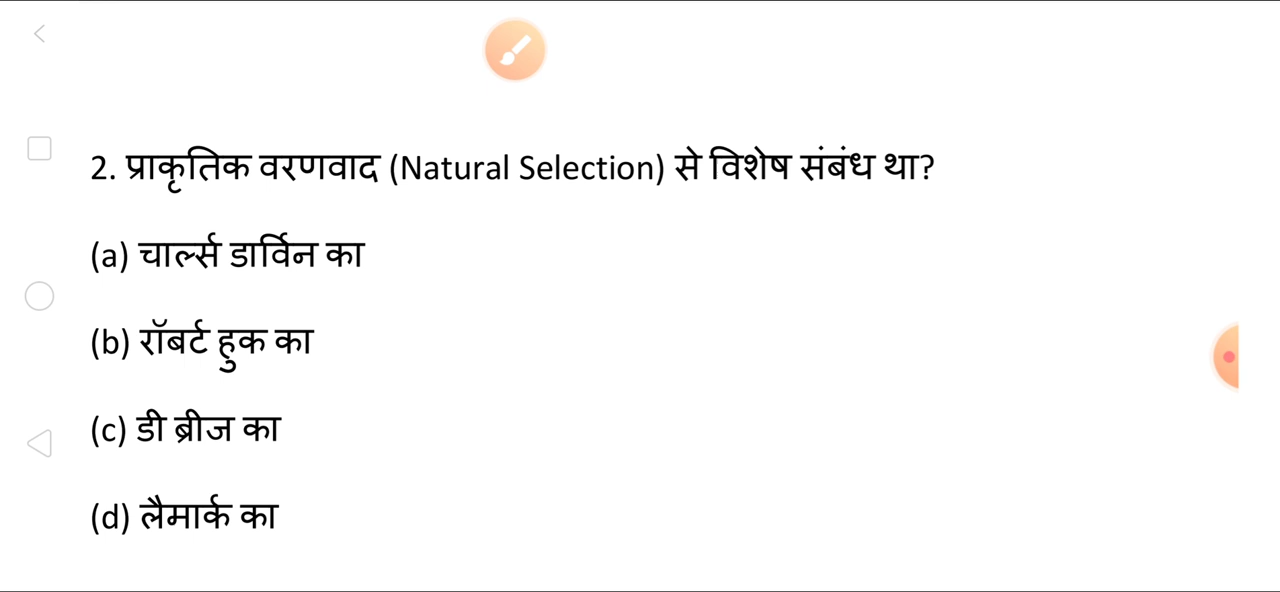 2. प्राकृतिक वरणवाद (Natural Selection) से विशेष संबंध था?
(a) चार्ल्स डार्विन का
(b) रॉबर्ट हुक का
(c) डी ब्रीज का
(d) लैमार्क का